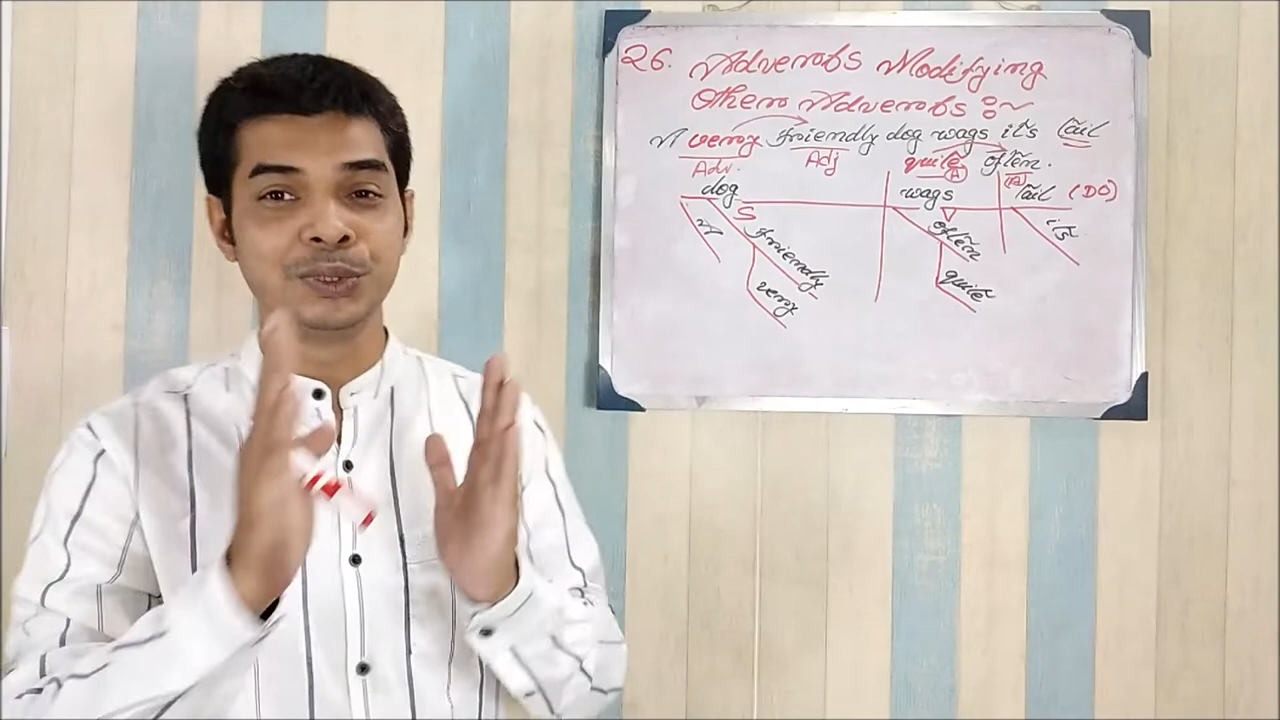 26. Adverbs Modifying
Other Adverbs :~
A very friendly dog wags it's tail
Adv. Adj quite often.
A
dog wags tail (DO)
S V
A friendly often it's
very quite